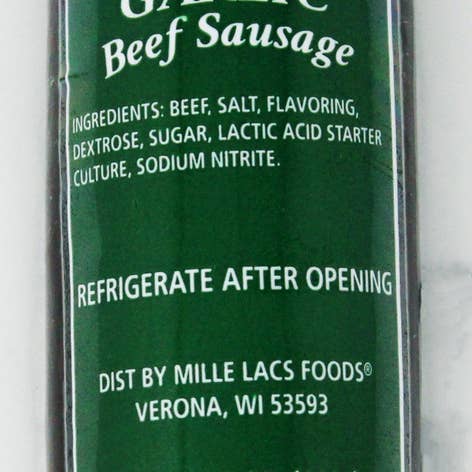 GARLIC
Beef Sausage
INGREDIENTS: BEEF, SALT, FLAVORING,
DEXTROSE, SUGAR, LACTIC ACID STARTER
CULTURE, SODIUM NITRITE.
REFRIGERATE AFTER OPENING
DIST BY MILLE LACS FOODS®
VERONA, WI 53593